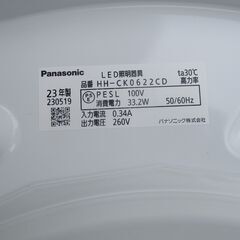 Panasonic LED照明器具 ta30℃
品番 HH-CK0622CD 高力率
23年製 PESL 100V
230519 消費電力 33.2W 50/60Hz
入力電流 0.34A
出力電圧 260V
パナソニック株式会社